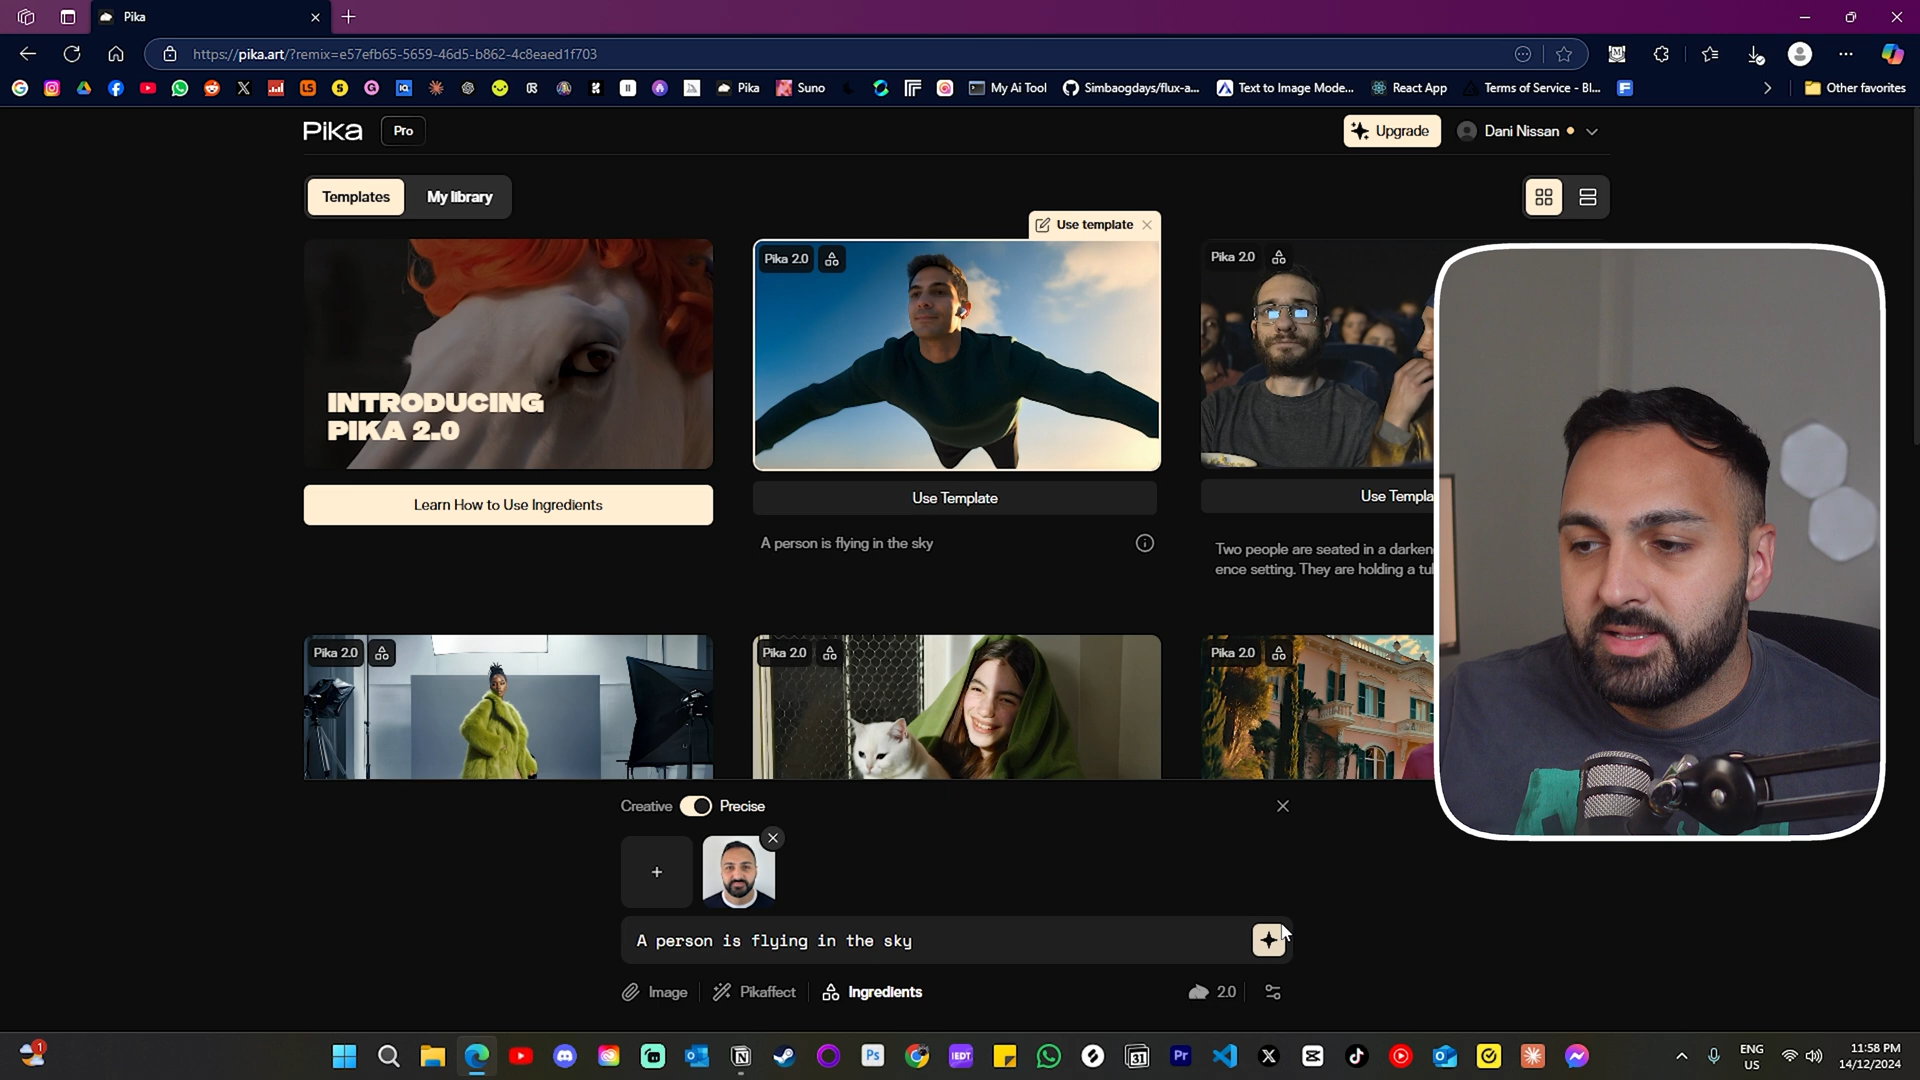 Pika
https://pika.art/?remix=e57efb65-5659-46d5-b862-4c8eaed1f703
Pika
Suno
My Ai Tool
Simbaogdays/flux-a...
Text to Image Mode...
React App
Terms of Service - Bl...
Other favorites
Pika
Pro
Upgrade
Dani Nissan
Templates
My library
Use template
Pika 2.0
Pika 2.0
INTRODUCING
PIKA 2.0
Learn How to Use Ingredients
Use Template
Use Templa
A person is flying in the sky
Two people are seated in a darken
ence setting. They are holding a tu
Pika 2.0
Pika 2.0
Pika 2.0
Creative
Precise
A person is flying in the sky
Image
Pikaffect
Ingredients
2.0
1
Ps
IEDT
31
Pr
ENG
US
11:58 PM
14/12/2024